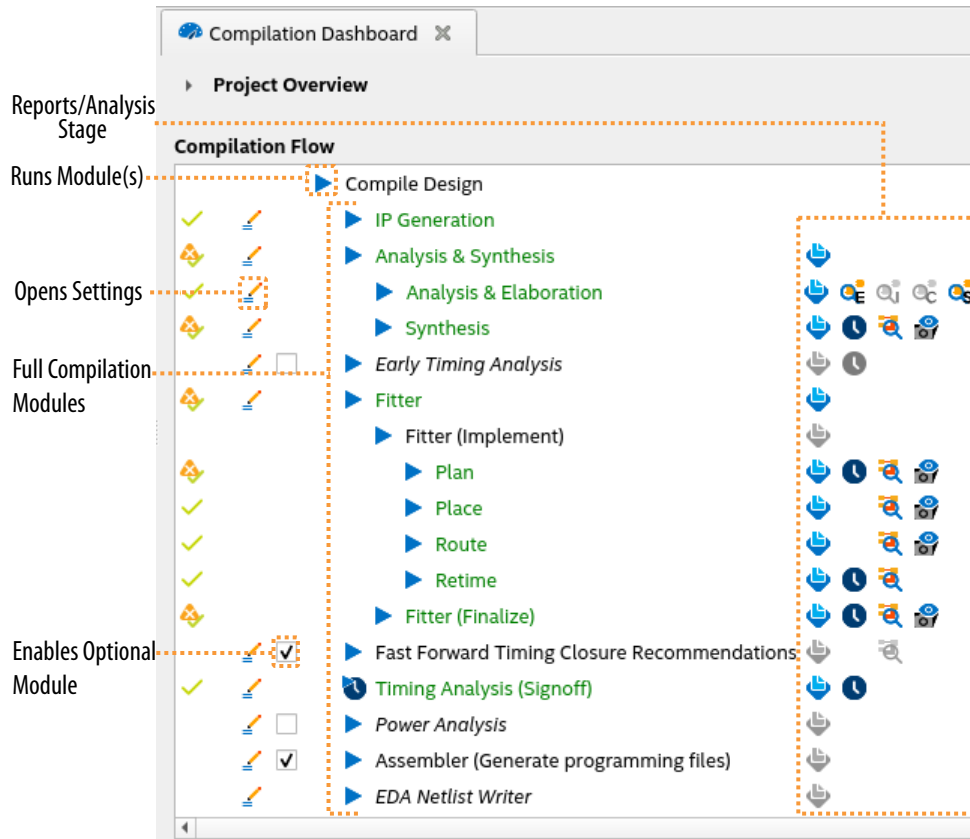 Compilation Dashboard
Project Overview
Reports/Analysis
Stage
Compilation Flow
Runs Module(s)
Compile Design
IP Generation
Analysis & Synthesis
Opens Settings
Analysis & Elaboration
Synthesis
Full Compilation
Modules
Early Timing Analysis
Fitter
Fitter (Implement)
Plan
Place
Route
Retime
Fitter (Finalize)
Enables Optional
Module
Fast Forward Timing Closure Recommendations
Timing Analysis (Signoff)
Power Analysis
Assembler (Generate programming files)
EDA Netlist Writer